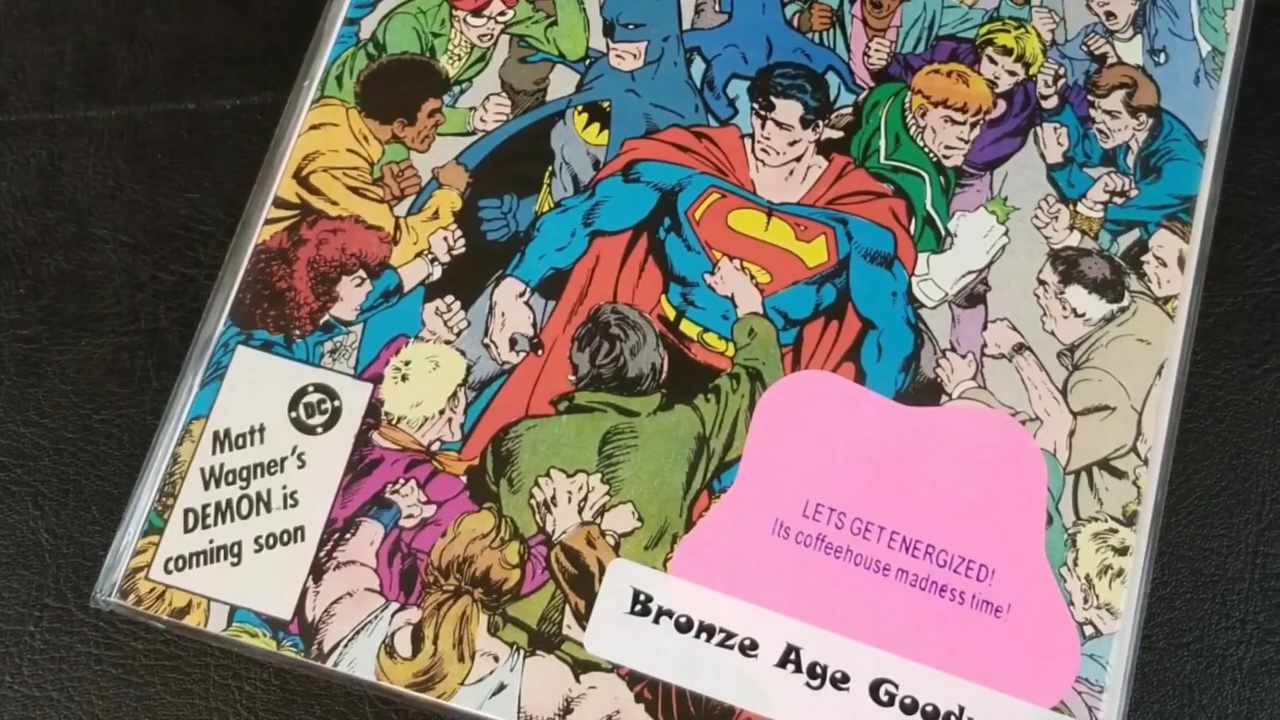 DC
Matt
Wagner's
DEMON is
coming soon
LETS GET ENERGIZED!
Its coffeehouse madness time!
Bronze Age